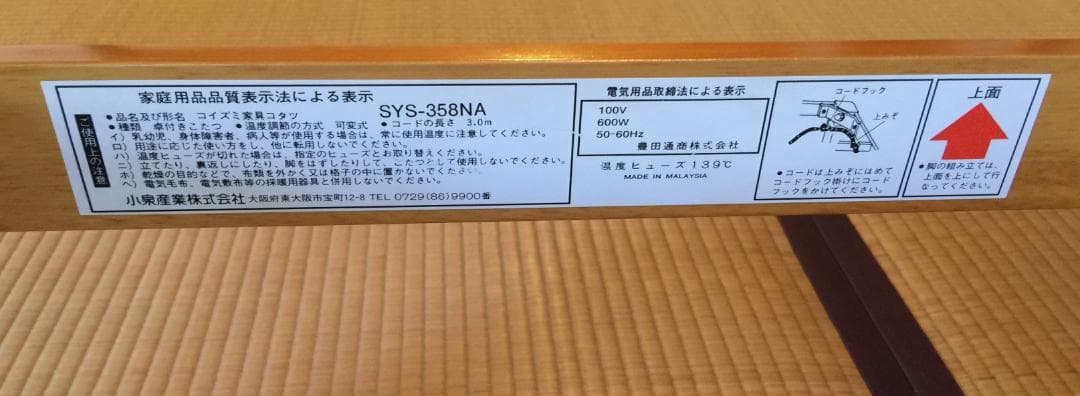 家庭用品品質表示法による表示
ご使用上の注意
●品名及び形名 コイズミ家具コタツ SYS-358NA
●種類 卓付きこたつ ●温度調節の方式 可変式 ●コードの長さ 3.0m
イ）乳幼児、身体障害者、病人等が使用する場合は、常に使用温度に注意してください。
ロ）用途に応じた使い方をし、他に転用しないでください。
ハ）温度ヒューズが切れた場合は、指定のヒューズとお取り替えください。
ニ）立てたり、裏返しにしたり、脚をはずしたりして、こたつとして使用しないでください。
ホ）乾燥の目的などで、布類を外かく又は格子の中に置かないでください。
ヘ）電気毛布、電気敷布等の採暖用器具と併用しないでください。
小泉産業株式会社 大阪府東大阪市宝町12-8 TEL 0729(86)9900番
電気用品取締法による表示
100V
600W
50-60Hz
豊田通商株式会社
温度ヒューズ 139℃
MADE IN MALAYSIA
コードフック
上みぞ
●コードは上みぞにはめて
コードフック掛けにコード
フックをかけてください。
上面
●脚の組み立ては、
上面を上にして行
なってください。